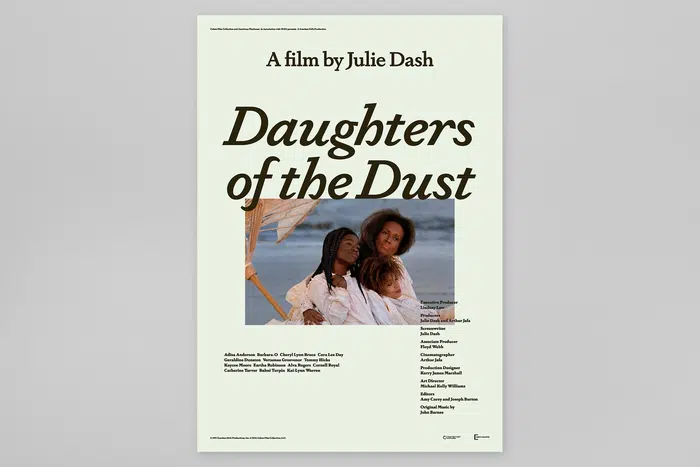 A film by Julie Dash
Daughters
of the Dust
Executive Producer
Lindsay Law
Producers
Julie Dash and Arthur Jafa
Screenwriter
Julie Dash
Associate Producer
Floyd Webb
Cinematographer
Arthur Jafa
Production Designer
Kerry James Marshall
Art Director
Michael Kelly Williams
Editors
Amy Carey and Joseph Burton
Original Music by
John Barnes
Adisa Anderson Barbara-O Cheryl Lynn Bruce Cora Lee Day
Geraldine Dunston Vertamae Grosvenor Tommy Hicks
Kaycee Moore Eartha Robinson Alva Rogers Cornell Royal
Catherine Tarver Bahni Turpin Kai-Lynn Warren